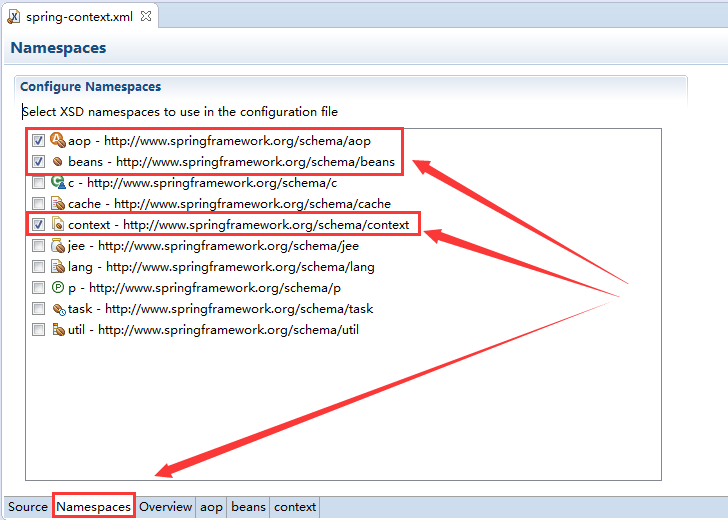 spring-context.xml
Namespaces
Configure Namespaces
Select XSD namespaces to use in the configuration file
aop - http://www.springframework.org/schema/aop
beans - http://www.springframework.org/schema/beans
c - http://www.springframework.org/schema/c
cache - http://www.springframework.org/schema/cache
context - http://www.springframework.org/schema/context
jee - http://www.springframework.org/schema/jee
lang - http://www.springframework.org/schema/lang
p - http://www.springframework.org/schema/p
task - http://www.springframework.org/schema/task
util - http://www.springframework.org/schema/util
Source Namespaces Overview aop beans context